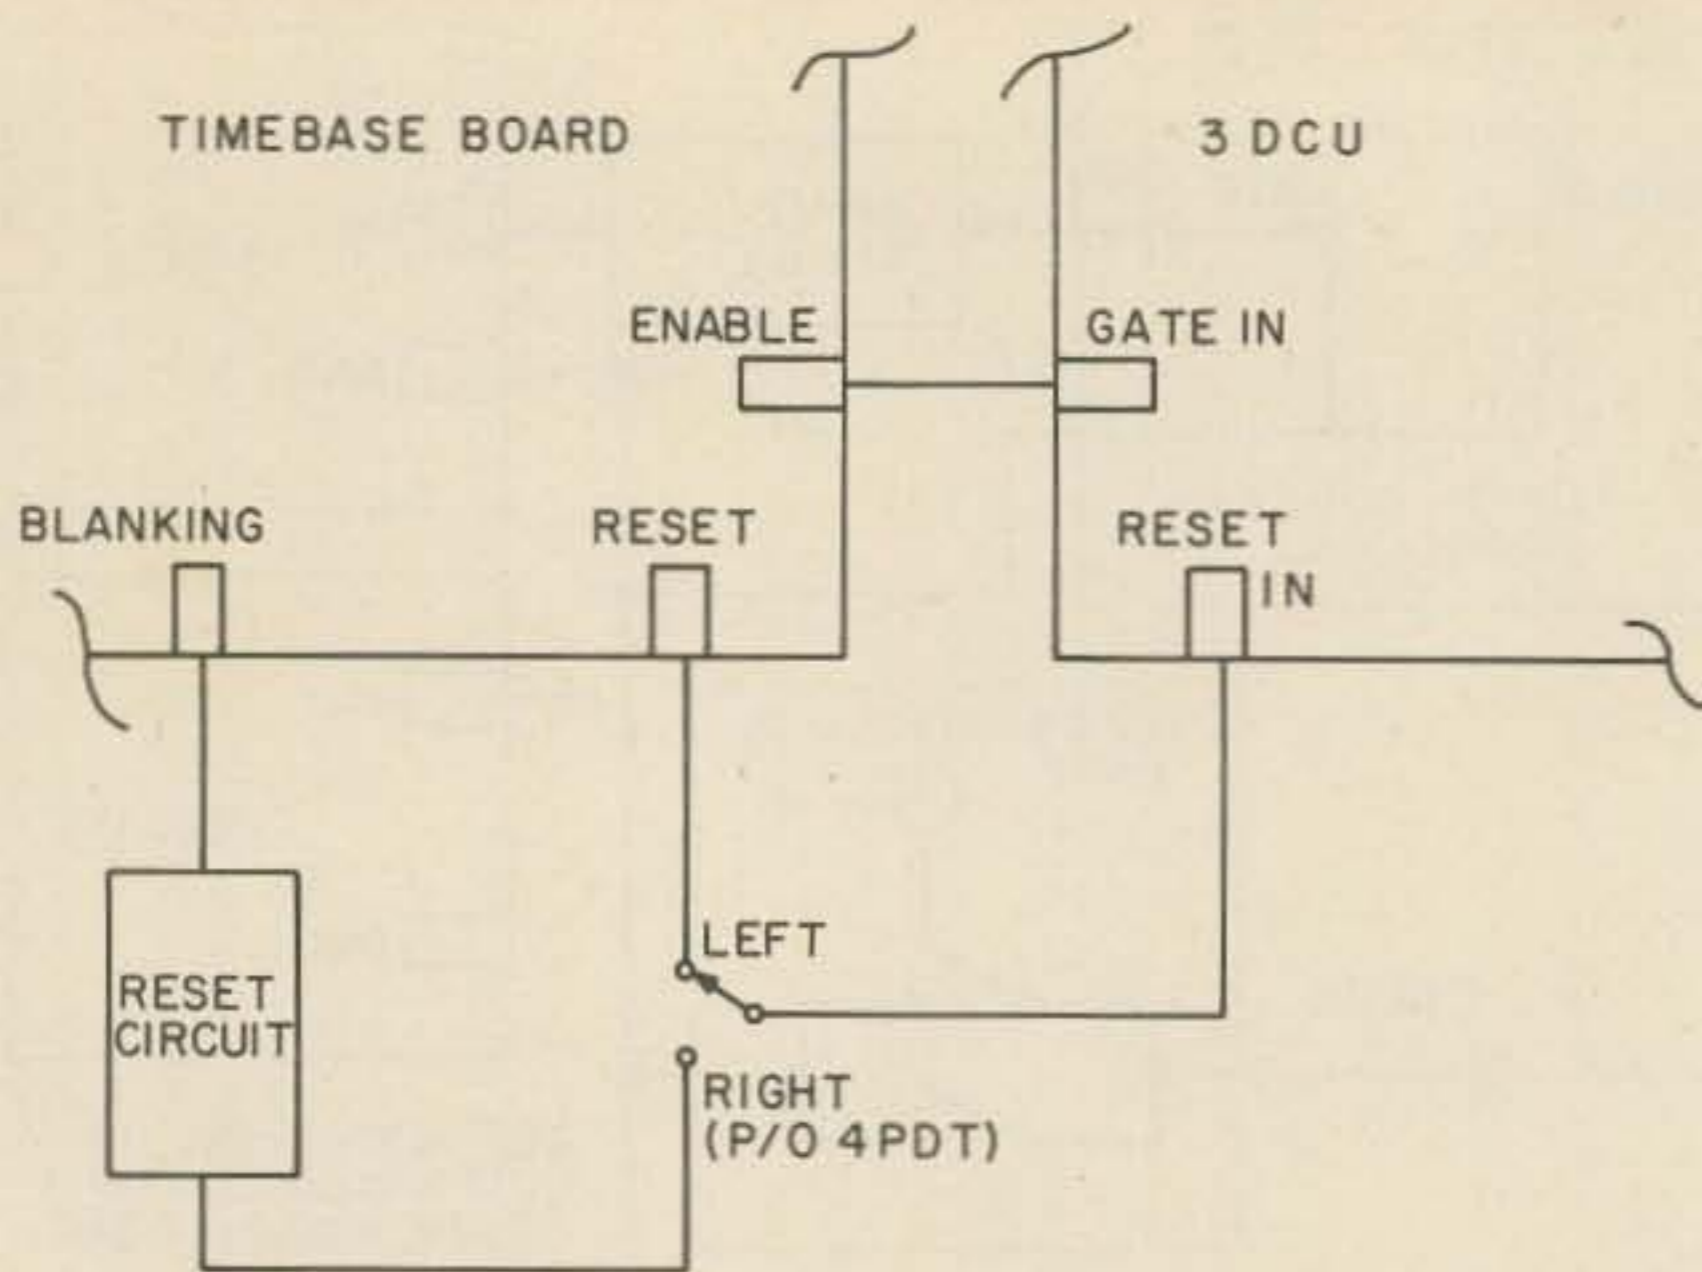 TIMEBASE BOARD
3 DCU
ENABLE
GATE IN
BLANKING
RESET
RESET
IN
LEFT
RESET
CIRCUIT
RIGHT
(P/O 4PDT)